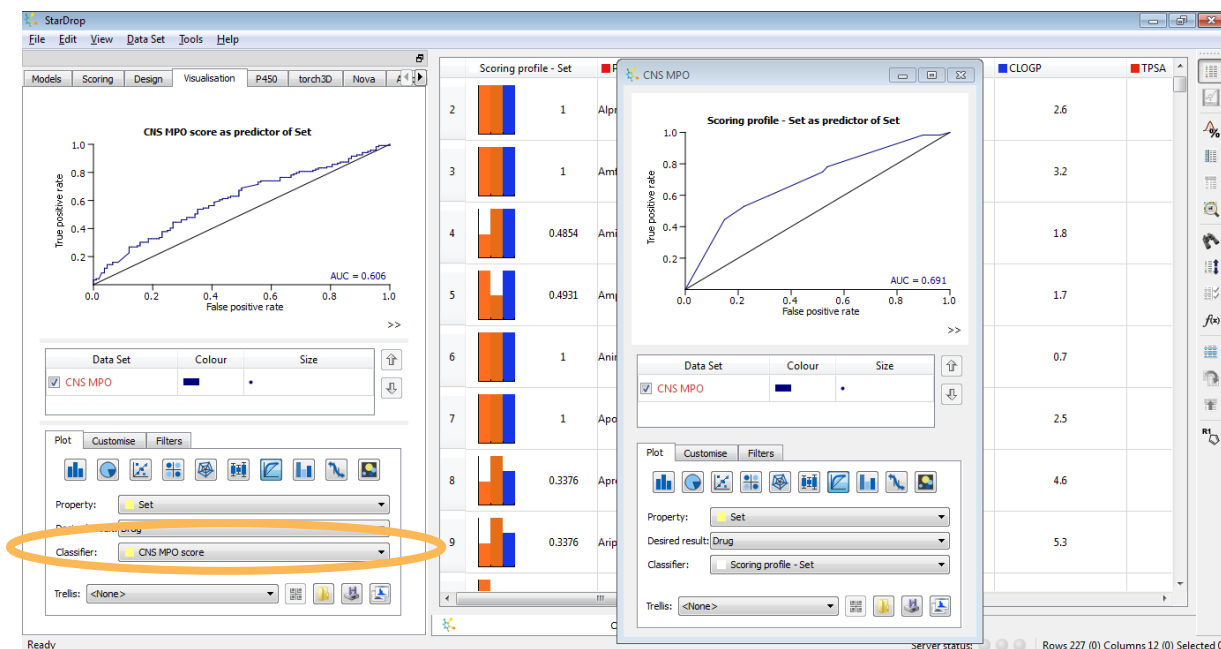 StarDrop
File Edit View Data Set Tools Help
Models Scoring Design Visualisation P450 torch3D Nova
CNS MPO score as predictor of Set
True positive rate
1.0
0.8
0.6
0.4
0.2
0.0 0.2 0.4 0.6 0.8 1.0
AUC = 0.606
False positive rate
>>
Data Set Colour Size
CNS MPO
Plot Customise Filters
Property: Set
Drug
Classifier: CNS MPO score
Trellis: <None>
Ready
Scoring profile - Set CLOGP TPSA
2 1 Alpr 2.6
3 1 Amf 3.2
4 0.4854 Ami 1.8
5 0.4931 Amp 1.7
6 1 Anir 0.7
7 1 Apo 2.5
8 0.3376 Apre 4.6
9 0.3376 Arip 5.3
CNS MPO
Scoring profile - Set as predictor of Set
True positive rate
1.0
0.8
0.6
0.4
0.2
0.0 0.2 0.4 0.6 0.8 1.0
AUC = 0.691
False positive rate
>>
Data Set Colour Size
CNS MPO
Plot Customise Filters
Property: Set
Desired result: Drug
Classifier: Scoring profile - Set
Trellis: <None>
%
f(x)
R1
Server status: Rows 227 (0) Columns 12 (0) Selected 0